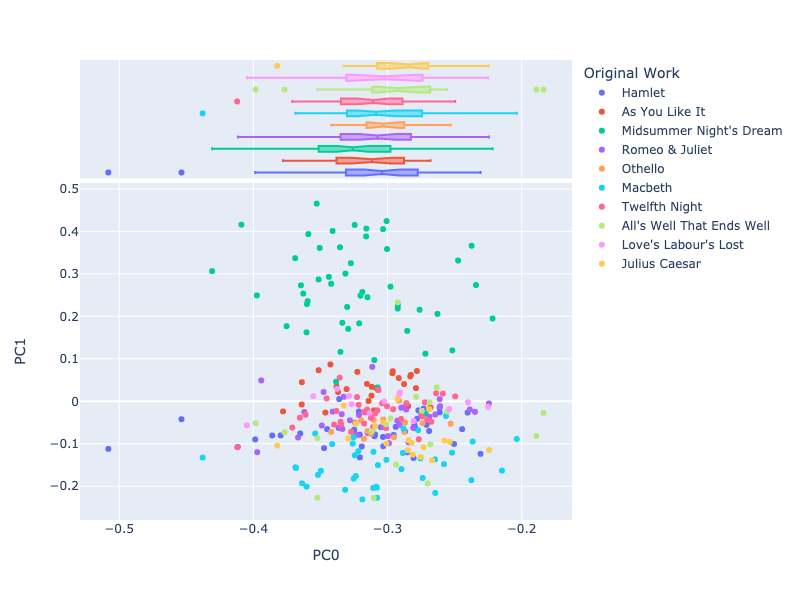 Original Work
Hamlet
As You Like It
Midsummer Night's Dream
Romeo & Juliet
Othello
Macbeth
Twelfth Night
All's Well That Ends Well
Love's Labour's Lost
Julius Caesar
0.5
0.4
0.3
0.2
0.1
0
−0.1
−0.2
PC1
−0.5
−0.4
−0.3
−0.2
PC0